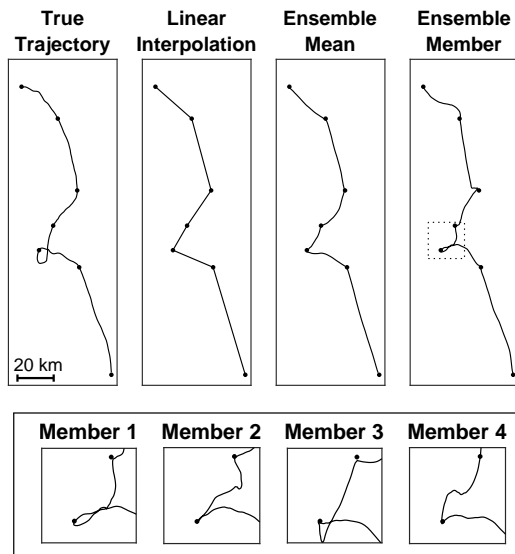 True Trajectory
Linear Interpolation
Ensemble Mean
Ensemble Member
20 km
Member 1
Member 2
Member 3
Member 4